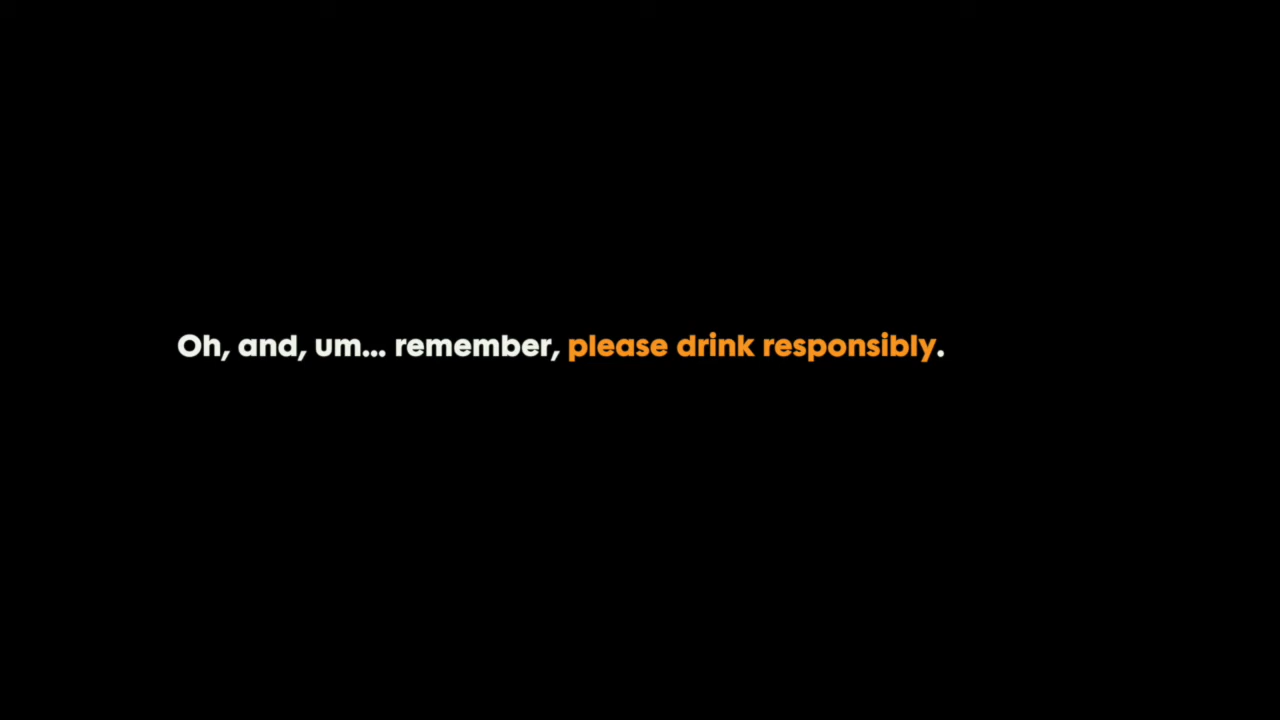 Oh, and, um... remember, please drink responsibly.